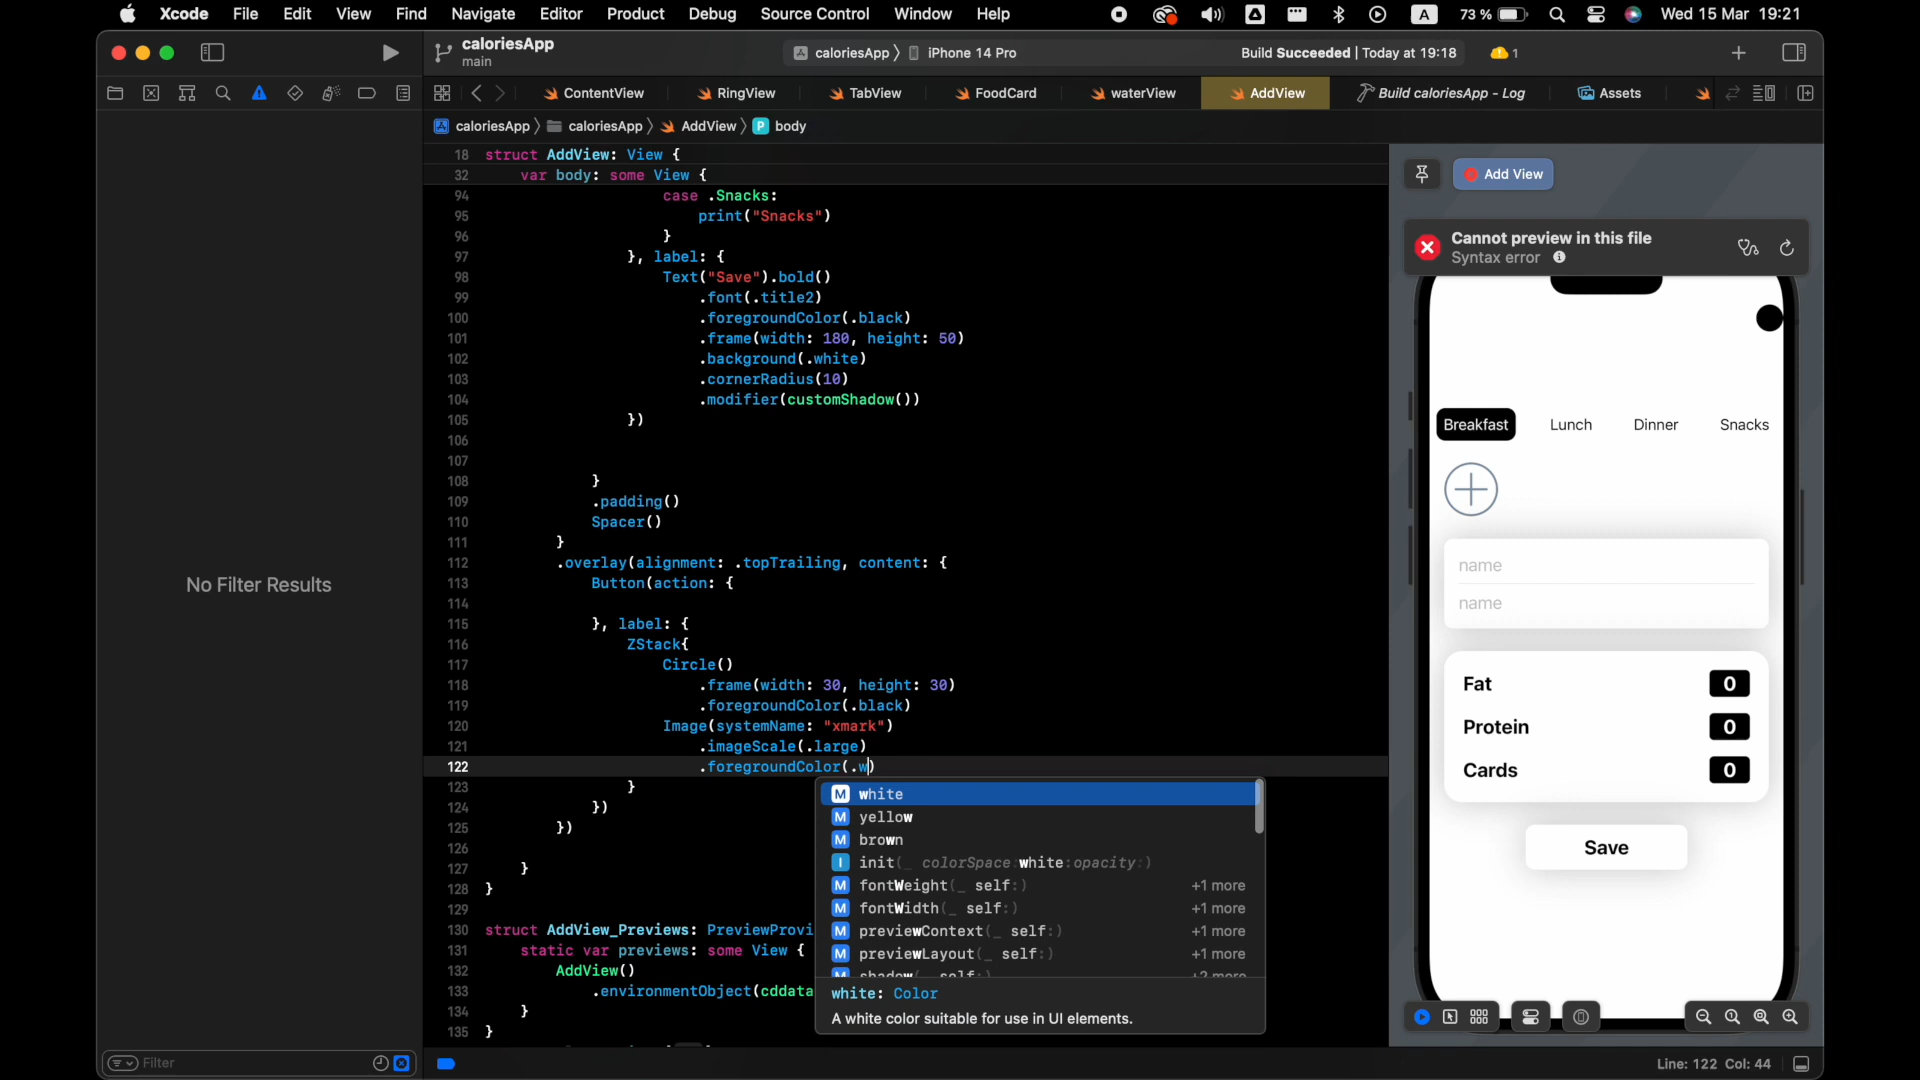 Xcode File Edit View Find Navigate Editor Product Debug Source Control Window Help A 73 % Wed 15 Mar 19:21
caloriesApp
main
caloriesApp iPhone 14 Pro Build Succeeded | Today at 19:18 1
ContentView RingView TabView FoodCard waterView AddView Build caloriesApp - Log Assets
caloriesApp caloriesApp AddView P body
18 struct AddView: View {
32 var body: some View {
94 case .Snacks:
95 print("Snacks")
96 }
97 }, label: {
98 Text("Save").bold()
99 .font(.title2)
100 .foregroundColor(.black)
101 .frame(width: 180, height: 50)
102 .background(.white)
103 .cornerRadius(10)
104 .modifier(customShadow())
105 })
106
107
108 }
109 .padding()
110 Spacer()
111 }
112 .overlay(alignment: .topTrailing, content: {
113 Button(action: {
114
115 }, label: {
116 ZStack{
117 Circle()
118 .frame(width: 30, height: 30)
119 .foregroundColor(.black)
120 Image(systemName: "xmark")
121 .imageScale(.large)
122 .foregroundColor(.w)
123 }
124 })
125 })
126
127 }
128 }
129
130 struct AddView_Previews: PreviewProvi
131 static var previews: some View {
132 AddView()
133 .environmentObject(cddata
134 }
135 }
M white
M yellow
M brown
I init(_ colorSpace:white:opacity:)
M fontWeight(_ self:) +1 more
M fontWidth(_ self:) +1 more
M previewContext(_ self:) +1 more
M previewLayout(_ self:) +1 more
M shadow(_ self:) +2 more
white: Color
A white color suitable for use in UI elements.
No Filter Results
Filter
Add View
Cannot preview in this file
Syntax error
Breakfast Lunch Dinner Snacks
name
name
Fat 0
Protein 0
Cards 0
Save
Line: 122 Col: 44